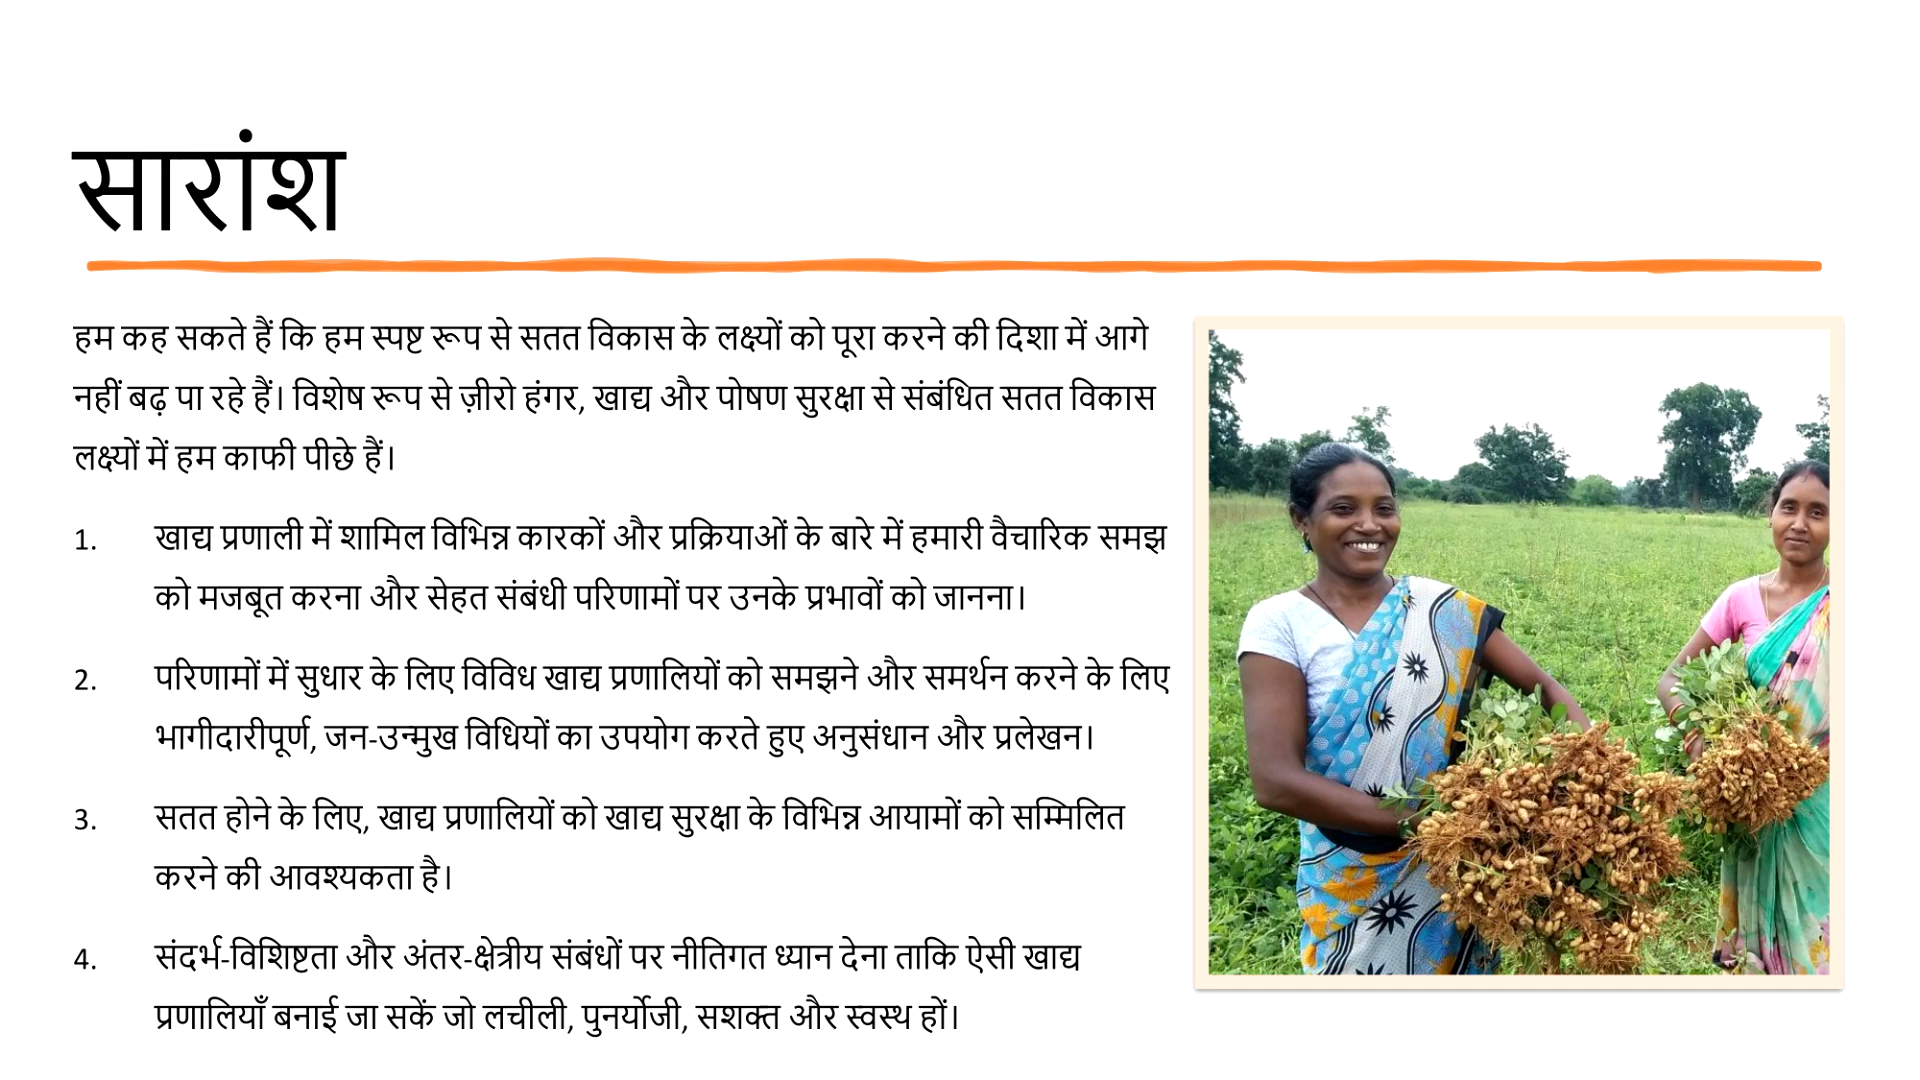 सारांश
हम कह सकते हैं कि हम स्पष्ट रूप से सतत विकास के लक्ष्यों को पूरा करने की दिशा में आगे
नहीं बढ़ पा रहे हैं। विशेष रूप से ज़ीरो हंगर, खाद्य और पोषण सुरक्षा से संबंधित सतत विकास
लक्ष्यों में हम काफी पीछे हैं।
1. खाद्य प्रणाली में शामिल विभिन्न कारकों और प्रक्रियाओं के बारे में हमारी वैचारिक समझ
को मजबूत करना और सेहत संबंधी परिणामों पर उनके प्रभावों को जानना।
2. परिणामों में सुधार के लिए विविध खाद्य प्रणालियों को समझने और समर्थन करने के लिए
भागीदारीपूर्ण, जन-उन्मुख विधियों का उपयोग करते हुए अनुसंधान और प्रलेखन।
3. सतत होने के लिए, खाद्य प्रणालियों को खाद्य सुरक्षा के विभिन्न आयामों को सम्मिलित
करने की आवश्यकता है।
4. संदर्भ-विशिष्टता और अंतर-क्षेत्रीय संबंधों पर नीतिगत ध्यान देना ताकि ऐसी खाद्य
प्रणालियाँ बनाई जा सकें जो लचीली, पुनर्योजी, सशक्त और स्वस्थ हों।